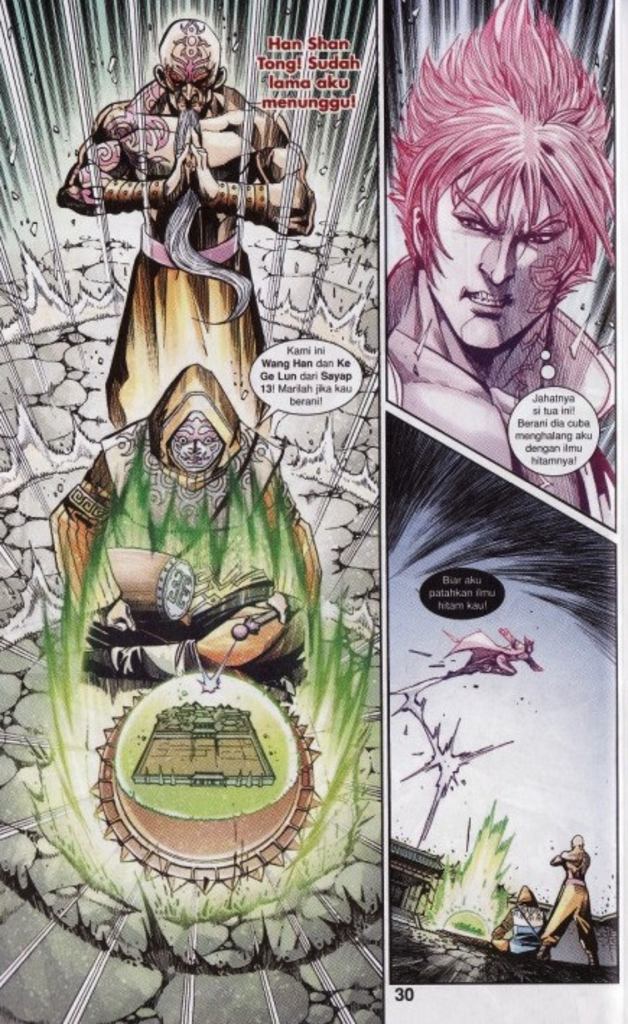 Han Shan
Tong! Sudah
lama aku
menunggu!
Kami ini
Wang Han dan Ke
Ge Lun dari Sayap
13! Marilah jika kau
berani!
Jahatnya
si tua ini!
Berani dia cuba
menghalang aku
dengan ilmu
hitamnya!
Biar aku
patahkan ilmu
hitam kau!
30